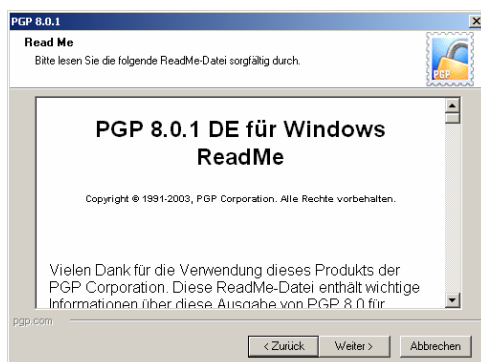 PGP 8.0.1
Read Me
Bitte lesen Sie die folgende ReadMe-Datei sorgfältig durch.
PGP
PGP 8.0.1 DE für Windows
ReadMe
Copyright © 1991-2003, PGP Corporation. Alle Rechte vorbehalten.
Vielen Dank für die Verwendung dieses Produkts der
PGP Corporation. Diese ReadMe-Datei enthält wichtige
Informationen über diese Ausgabe von PGP 8.0 für
pgp.com
< Zurück Weiter > Abbrechen